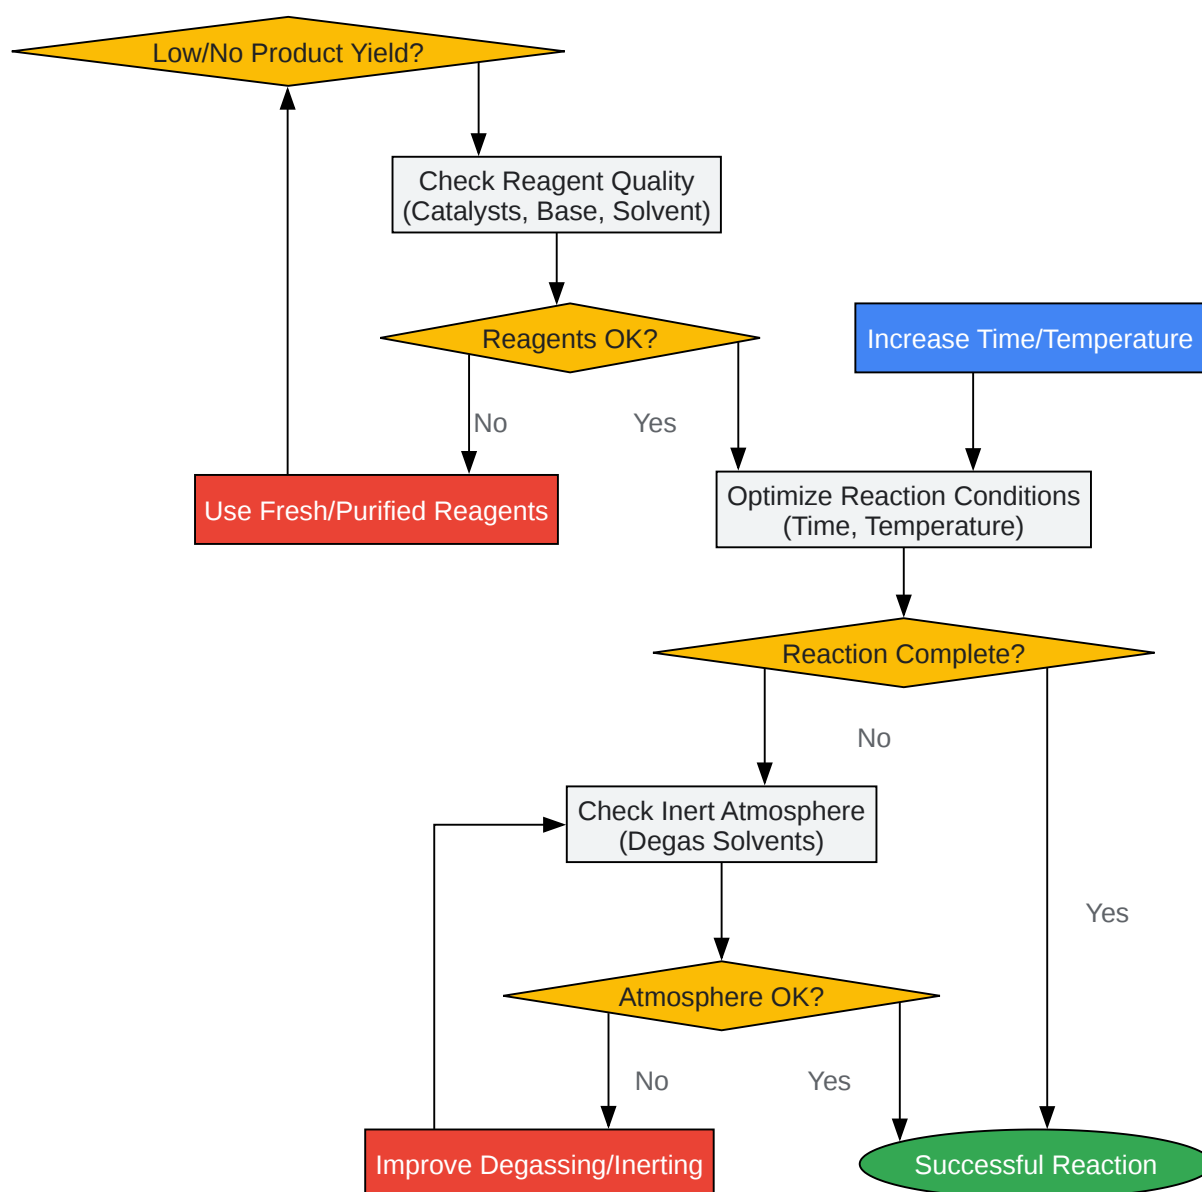 Low/No Product Yield?
Check Reagent Quality
(Catalysts, Base, Solvent)
Reagents OK?
Increase Time/Temperature
No
Yes
Use Fresh/Purified Reagents
Optimize Reaction Conditions
(Time, Temperature)
Reaction Complete?
No
Check Inert Atmosphere
(Degas Solvents)
Yes
Atmosphere OK?
No
Yes
Improve Degassing/Inerting
Successful Reaction